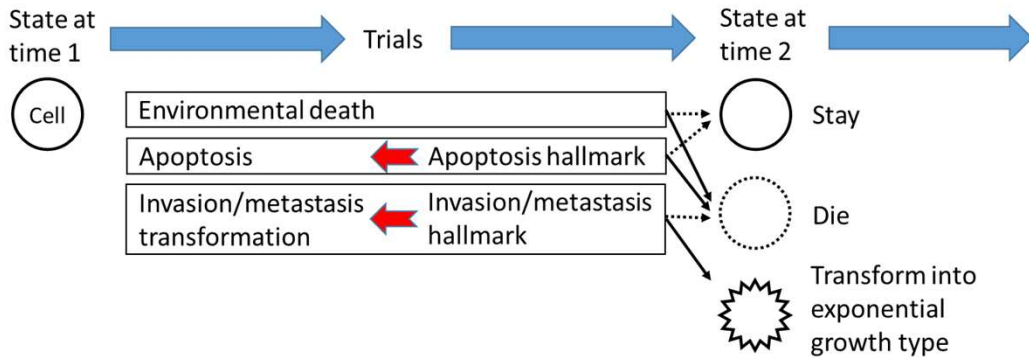 State at
time 1
Trials
State at
time 2
Cell
Environmental death
Stay
Apoptosis
Apoptosis hallmark
Invasion/metastasis
transformation
Invasion/metastasis
hallmark
Die
Transform into
exponential
growth type